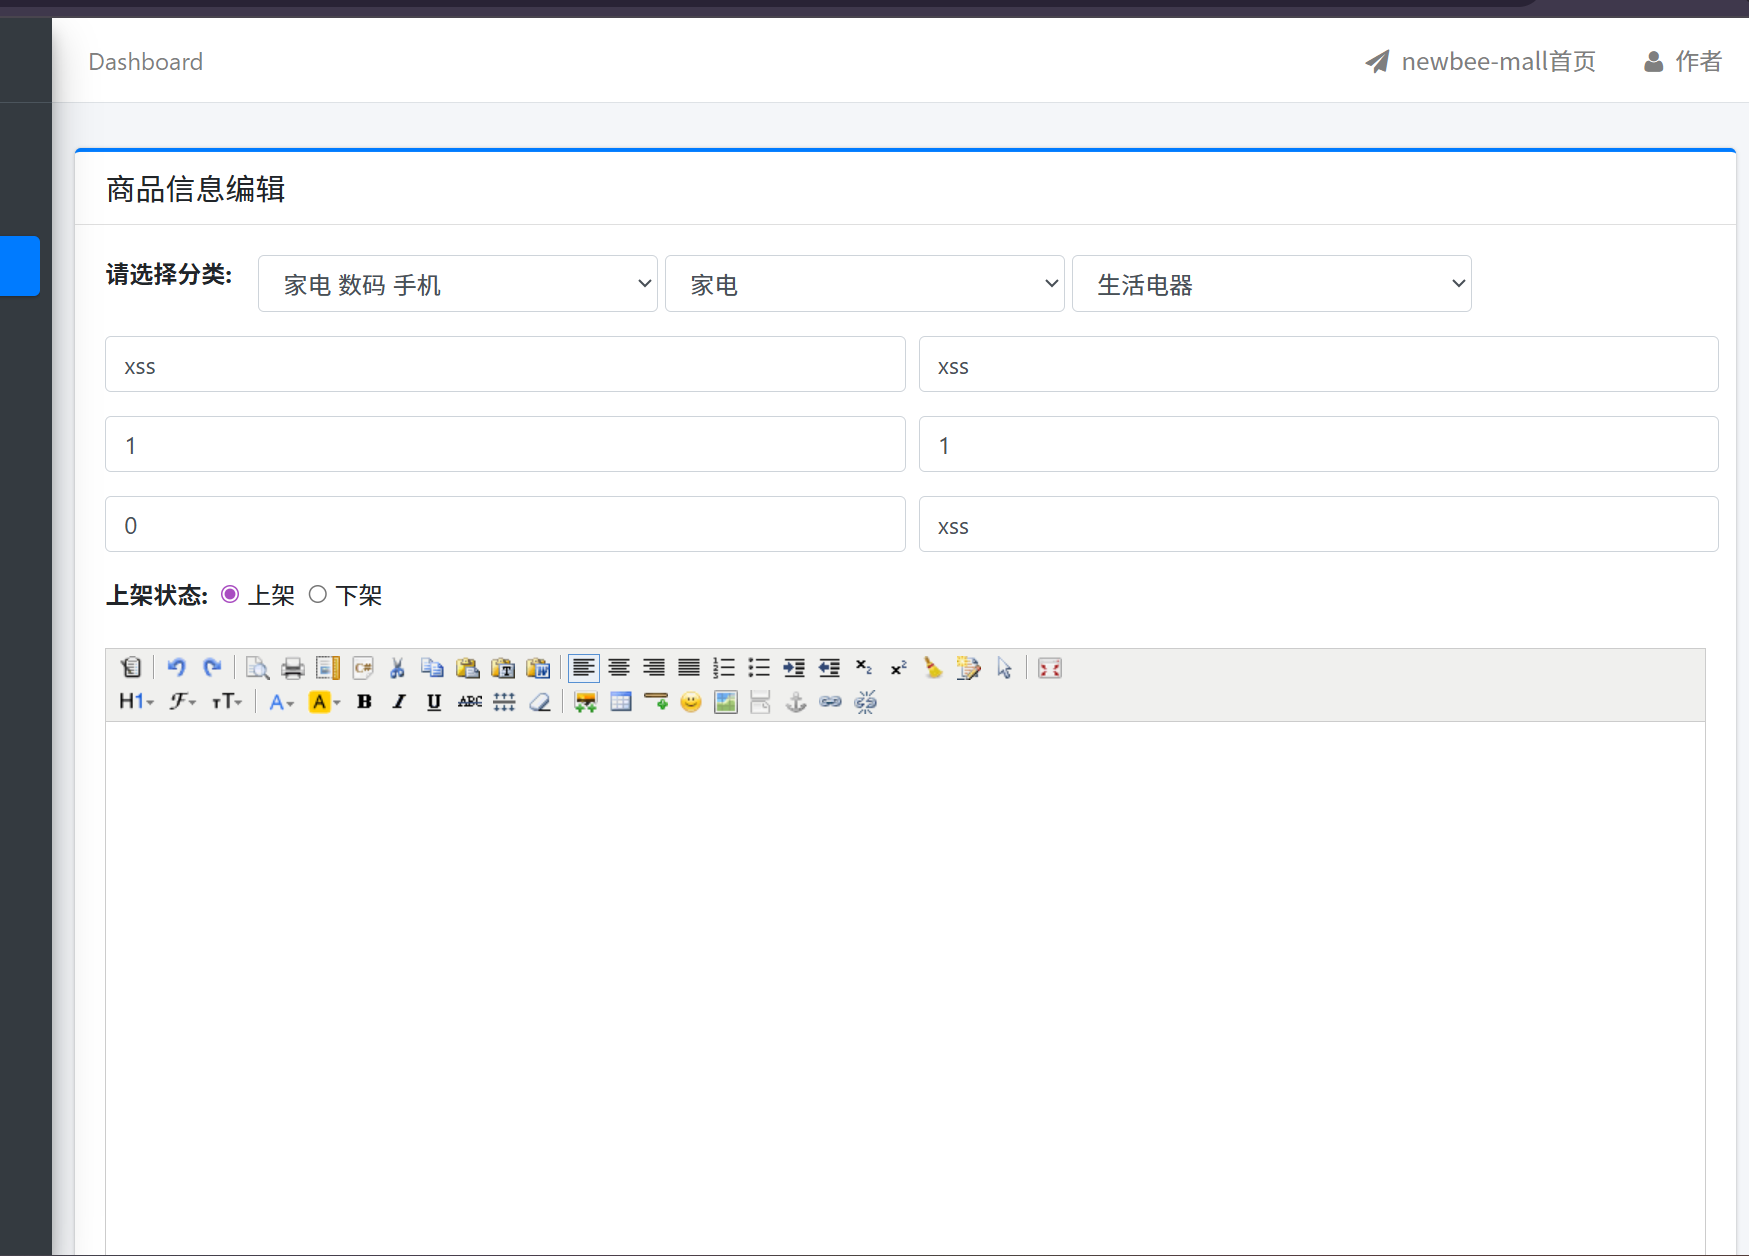 Dashboard newbee-mall首页 作者
商品信息编辑
请选择分类: 家电 数码 手机 家电 生活电器
xss xss
1 1
0 xss
上架状态: 上架 下架
H1 F TT A A B I U ABC